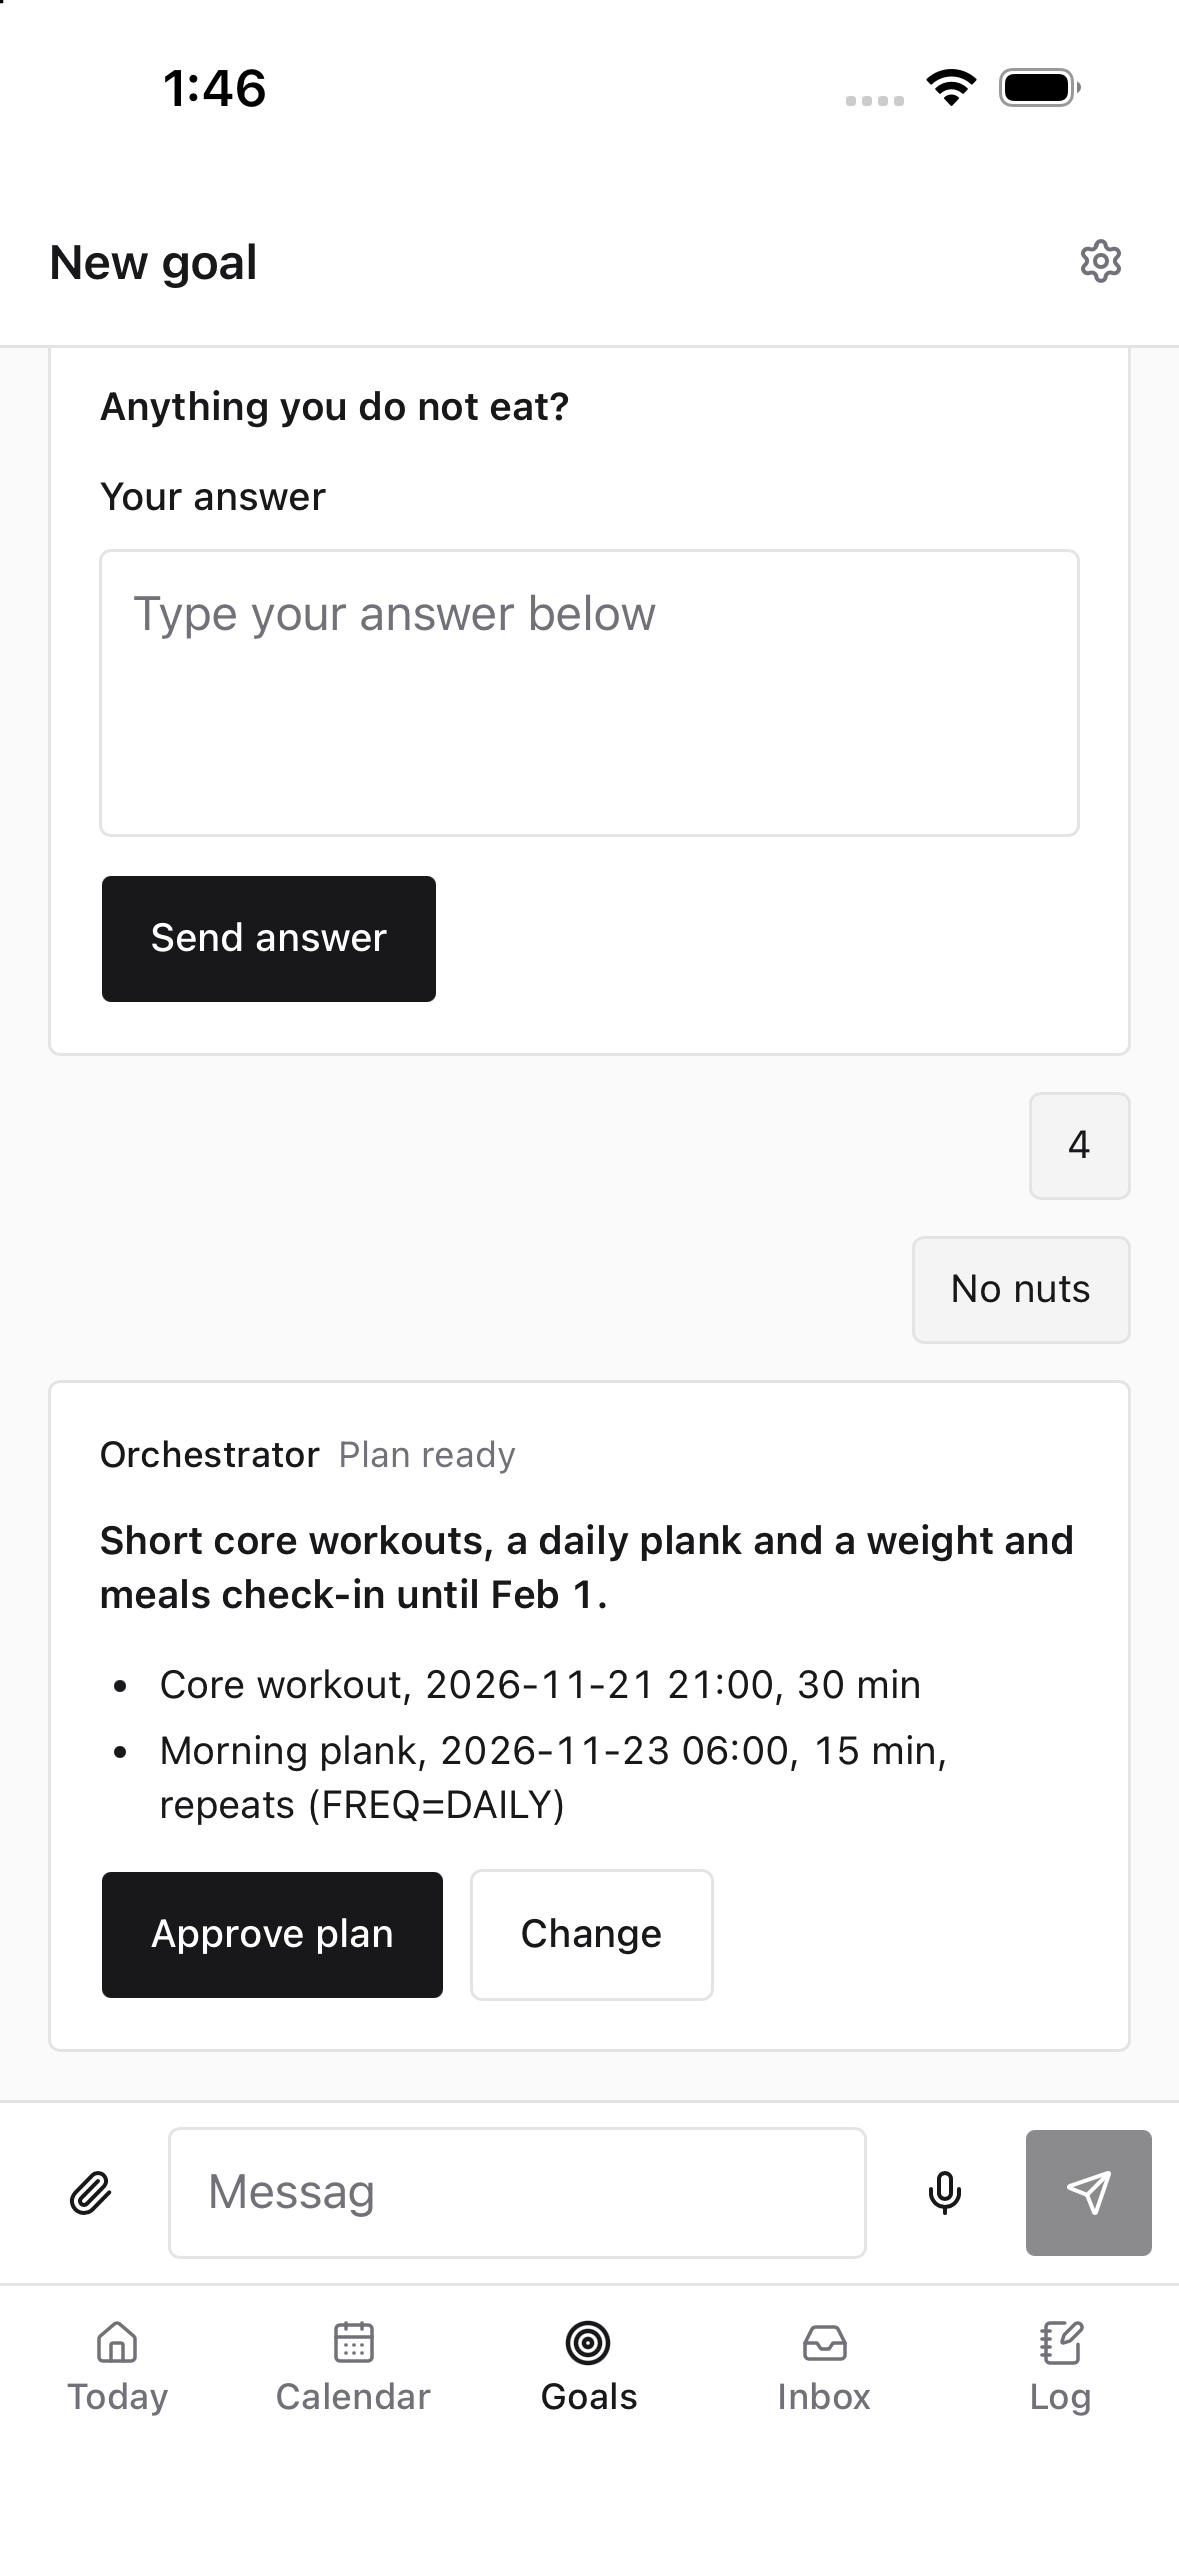 1:46
New goal
Anything you do not eat?
Your answer
Type your answer below
Send answer
4
No nuts
Orchestrator Plan ready
Short core workouts, a daily plank and a weight and
meals check-in until Feb 1.
• Core workout, 2026-11-21 21:00, 30 min
• Morning plank, 2026-11-23 06:00, 15 min,
repeats (FREQ=DAILY)
Approve plan Change
Messag
Today Calendar Goals Inbox Log